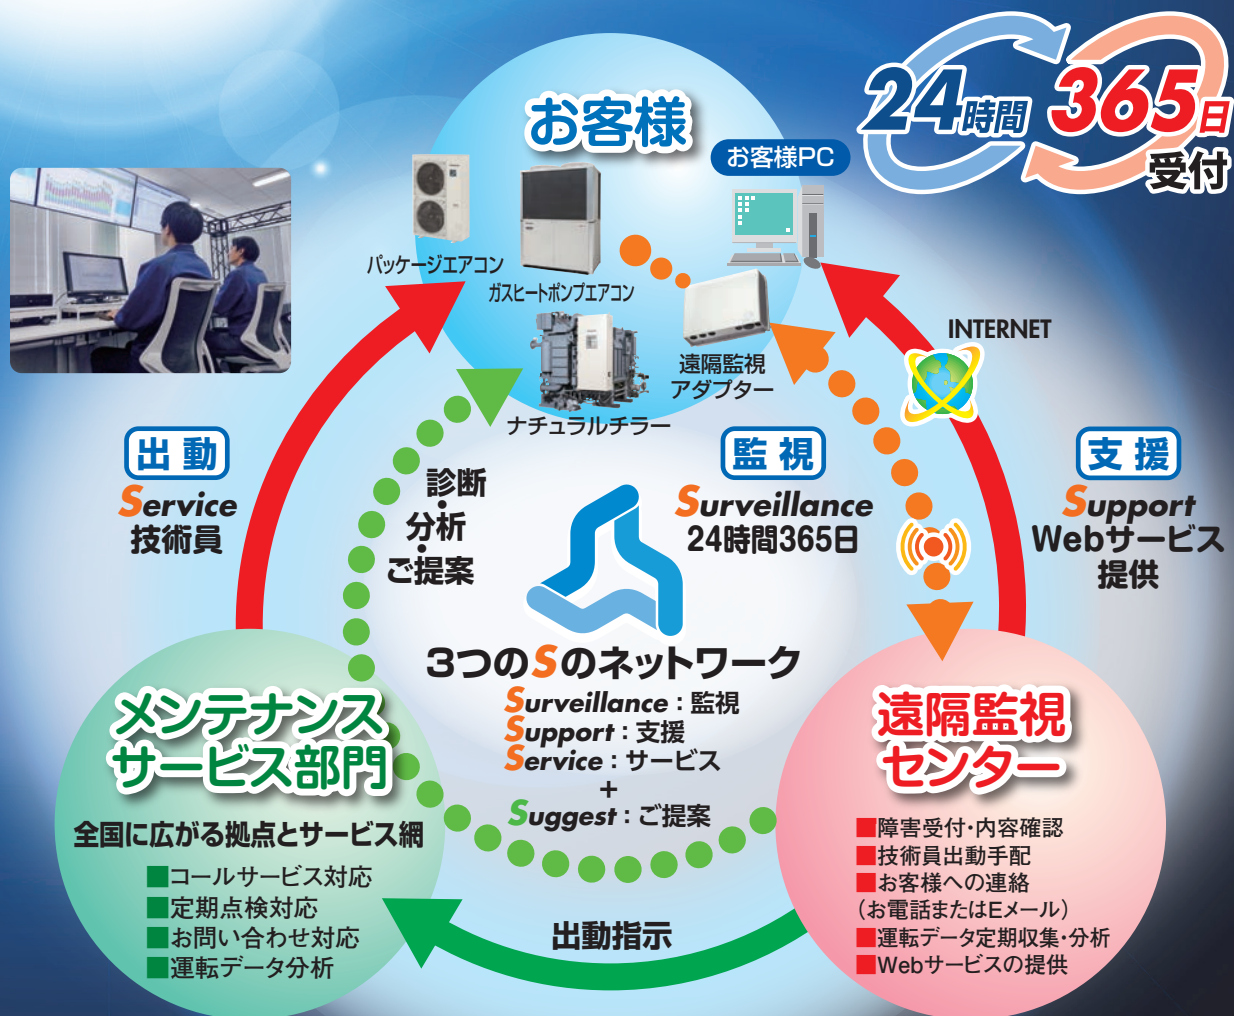 24時間 365日
受付
お客様
お客様PC
パッケージエアコン
ガスヒートポンプエアコン
遠隔監視
アダプター
ナチュラルチラー
INTERNET
出動
Service
技術員
診断・
分析・
ご提案
監視
Surveillance
24時間365日
支援
Support
Webサービス
提供
3つのSのネットワーク
Surveillance：監視
Support：支援
Service：サービス
+
Suggest：ご提案
メンテナンス
サービス部門
全国に広がる拠点とサービス網
■コールサービス対応
■定期点検対応
■お問い合わせ対応
■運転データ分析
遠隔監視
センター
■障害受付・内容確認
■技術員出動手配
■お客様への連絡
（お電話またはEメール）
■運転データ定期収集・分析
■Webサービスの提供
出動指示